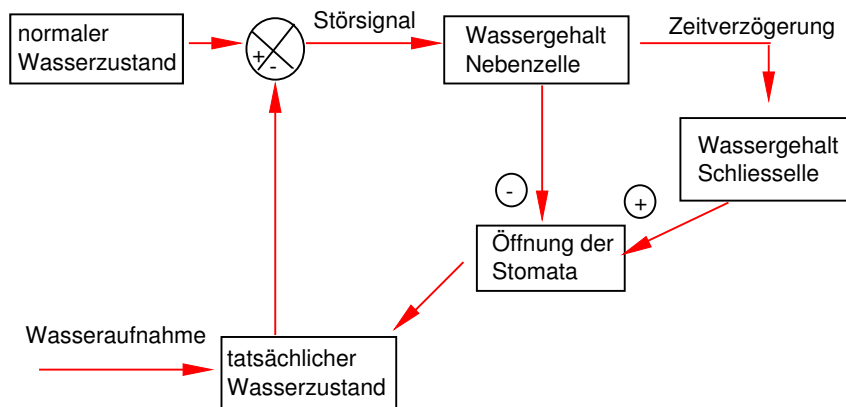 normaler
Wasserzustand
+
-
Störsignal
Wassergehalt
Nebenzelle
Zeitverzögerung
Wassergehalt
Schliesselle
-
+
Öffnung der
Stomata
Wasseraufnahme
tatsächlicher
Wasserzustand